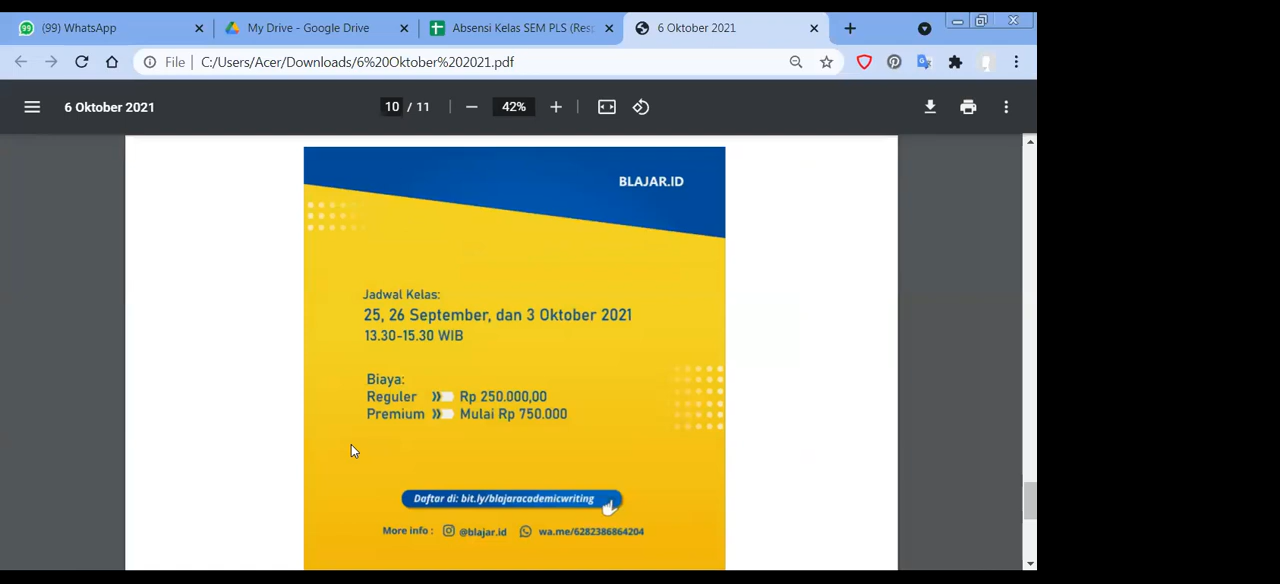 (99) WhatsApp
My Drive - Google Drive
Absensi Kelas SEM PLS (Res
6 Oktober 2021
File
C:/Users/Acer/Downloads/6%20Oktober%202021.pdf
6 Oktober 2021
10 / 11
42%
BLAJAR.ID
Jadwal Kelas:
25, 26 September, dan 3 Oktober 2021
13.30-15.30 WIB
Biaya:
Reguler Rp 250.000,00
Premium Mulai Rp 750.000
Daftar di: bit.ly/blajaracademicwriting
More info : @blajar.id wa.me/6282386864204